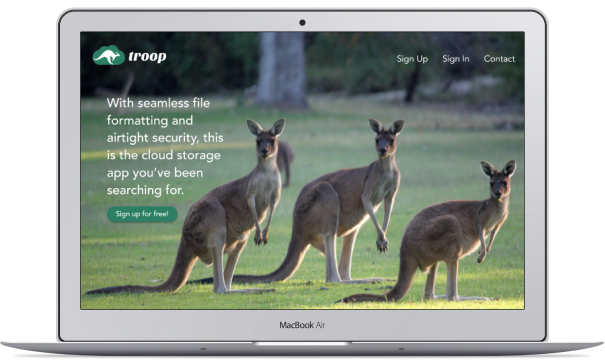 troop
Sign Up Sign In Contact
With seamless file
formatting and
airtight security, this
is the cloud storage
app you've been
searching for.
Sign up for free!
MacBook Air